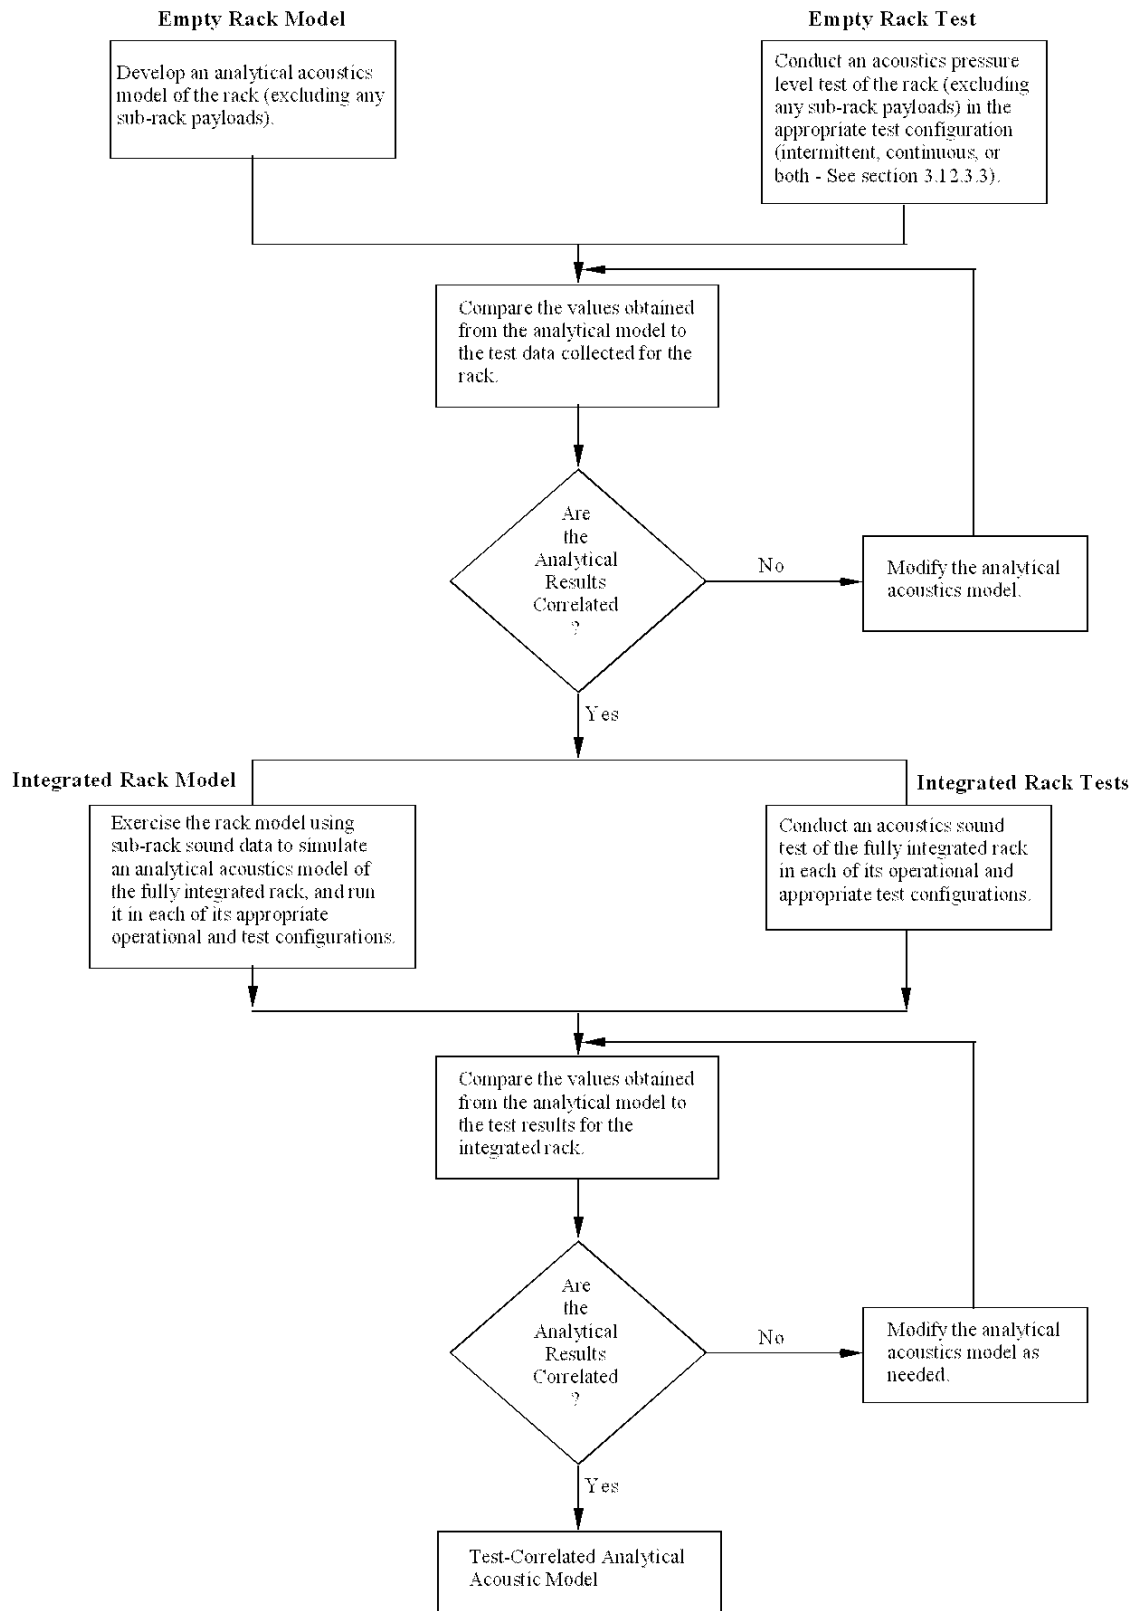 Empty Rack Model
Empty Rack Test
Develop an analytical acoustics
model of the rack (excluding any
sub-rack payloads).
Conduct an acoustics pressure
level test of the rack (excluding
any sub-rack payloads) in the
appropriate test configuration
(intermittent, continuous, or
both - See section 3.12.3.3).
Compare the values obtained
from the analytical model to
the test data collected for the
rack.
Are
the
Analytical
Results
Correlated
?
No
Modify the analytical
acoustics model.
Yes
Integrated Rack Model
Integrated Rack Tests
Exercise the rack model using
sub-rack sound data to simulate
an analytical acoustics model of
the fully integrated rack, and run
it in each of its appropriate
operational and test configurations.
Conduct an acoustics sound
test of the fully integrated rack
in each of its operational and
appropriate test configurations.
Compare the values obtained
from the analytical model to
the test results for the
integrated rack.
Are
the
Analytical
Results
Correlated
?
No
Modify the analytical
acoustics model as
needed.
Yes
Test-Correlated Analytical
Acoustic Model